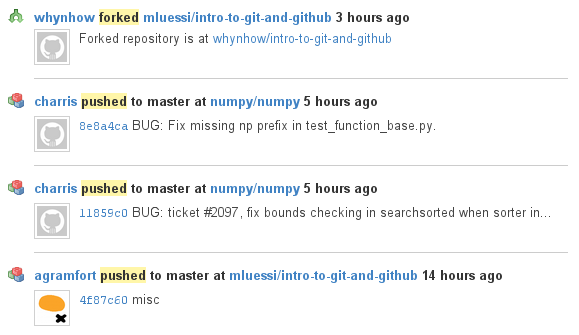 whynhow forked mluessi/intro-to-git-and-github 3 hours ago
Forked repository is at whynhow/intro-to-git-and-github
charris pushed to master at numpy/numpy 5 hours ago
8e8a4ca BUG: Fix missing np prefix in test_function_base.py.
charris pushed to master at numpy/numpy 5 hours ago
11859c0 BUG: ticket #2097, fix bounds checking in searchsorted when sorter in...
agramfort pushed to master at mluessi/intro-to-git-and-github 14 hours ago
4f87c60 misc